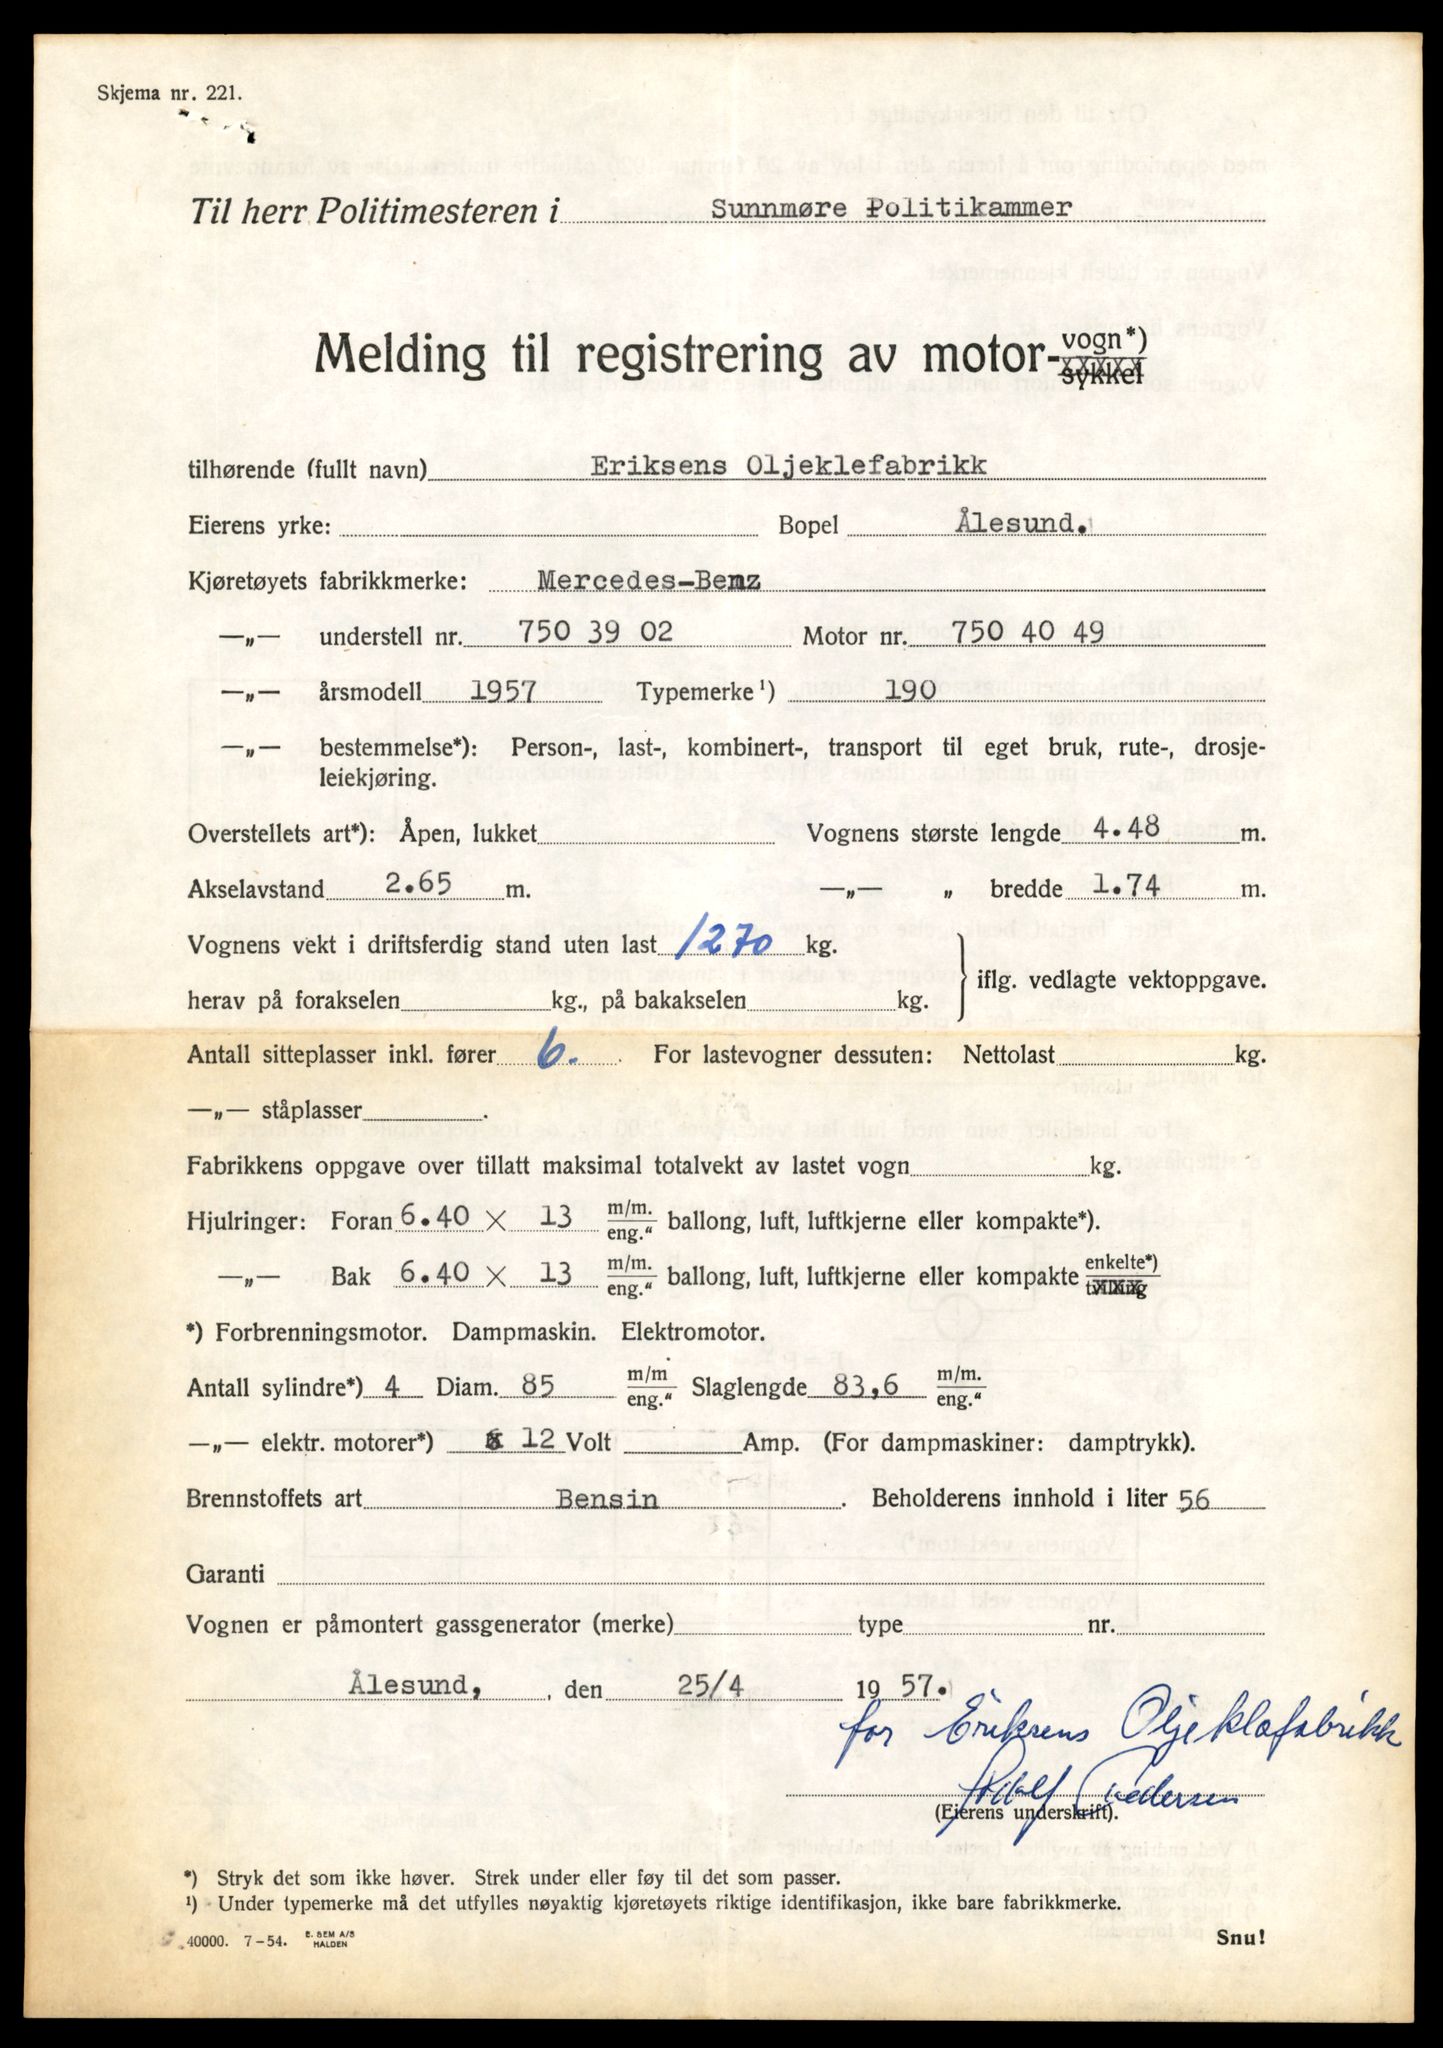 Skjema nr. 221.
Til herr Politimesteren i Sunnmøre Politikammer
Melding til registrering av motor- vogn*) sykkel
tilhørende (fullt navn) Eriksens Oljeklefabrikk
Eierens yrke: Bopel Ålesund.
Kjøretøyets fabrikkmerke: Mercedes-Benz
—„— understell nr. 750 39 02 Motor nr. 750 40 49
—„— årsmodell 1957 Typemerke¹) 190
—„— bestemmelse*): Person-, last-, kombinert-, transport til eget bruk, rute-, drosje-
leiekjøring.
Overstellets art*): Åpen, lukket Vognens største lengde 4.48 m.
Akselavstand 2.65 m. —„— „ bredde 1.74 m.
Vognens vekt i driftsferdig stand uten last 1270 kg.
herav på forakselen kg., på bakakselen kg. iflg. vedlagte vektoppgave.
Antall sitteplasser inkl. fører 6. For lastevogner dessuten: Nettolast kg.
—„— ståplasser .
Fabrikkens oppgave over tillatt maksimal totalvekt av lastet vogn kg.
Hjulringer: Foran 6.40 × 13 m/m. eng.“ ballong, luft, luftkjerne eller kompakte*).
—„— Bak 6.40 × 13 m/m. eng.“ ballong, luft, luftkjerne eller kompakte enkelte*) tvilling
*) Forbrenningsmotor. Dampmaskin. Elektromotor.
Antall sylindre*) 4 Diam. 85 m/m eng.“ Slaglengde 83,6 m/m. eng.“
—„— elektr. motorer*) 12 Volt Amp. (For dampmaskiner: damptrykk).
Brennstoffets art Bensin . Beholderens innhold i liter 56
Garanti
Vognen er påmontert gassgenerator (merke) type nr.
Ålesund, , den 25/4 19 57.
for Eriksens Oljeklefabrikk
Pedersen
(Eierens underskrift).
*) Stryk det som ikke høver. Strek under eller føy til det som passer.
¹) Under typemerke må det utfylles nøyaktig kjøretøyets riktige identifikasjon, ikke bare fabrikkmerke.
40000. 7-54. E. SEM A/S HALDEN Snu!